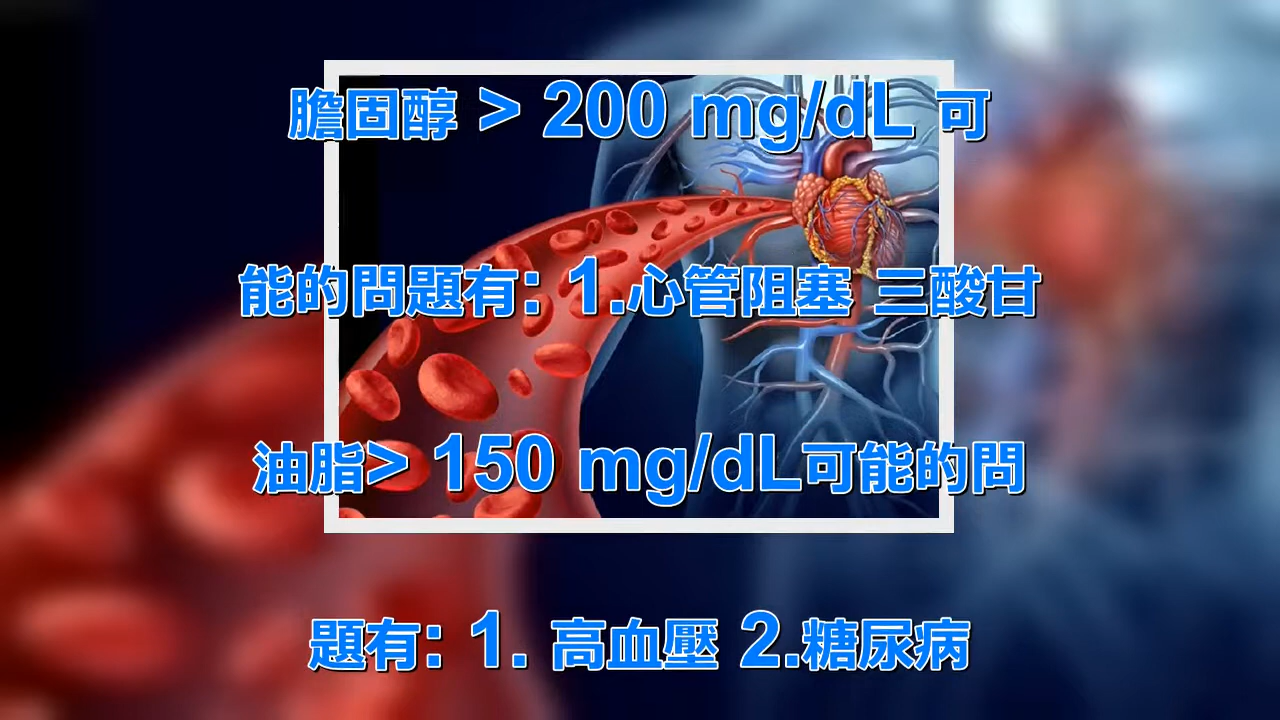 膽固醇 > 200 mg/dL 可
能的問題有: 1.心管阻塞 三酸甘
油脂> 150 mg/dL可能的問
題有: 1. 高血壓 2.糖尿病